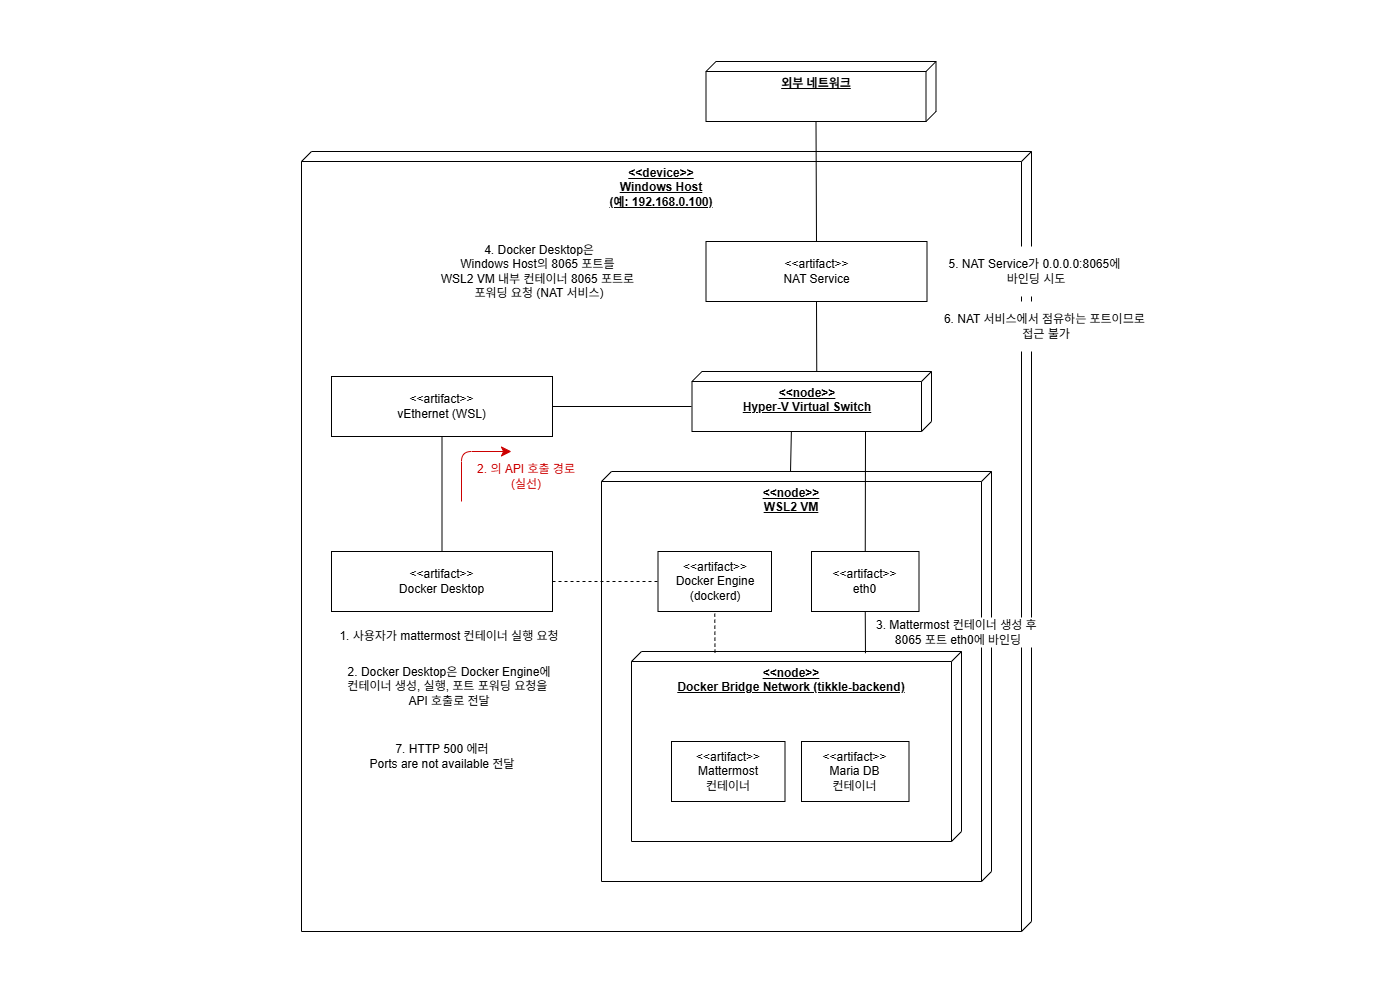 외부 네트워크
<<device>>
Windows Host
(예: 192.168.0.100)
4. Docker Desktop은
Windows Host의 8065 포트를
WSL2 VM 내부 컨테이너 8065 포트로
포워딩 요청 (NAT 서비스)
<<artifact>>
NAT Service
5. NAT Service가 0.0.0.0:8065에
바인딩 시도
6. NAT 서비스에서 점유하는 포트이므로
접근 불가
<<artifact>>
vEthernet (WSL)
<<node>>
Hyper-V Virtual Switch
2. 의 API 호출 경로
(실선)
<<node>>
WSL2 VM
<<artifact>>
Docker Desktop
<<artifact>>
Docker Engine
(dockerd)
<<artifact>>
eth0
1. 사용자가 mattermost 컨테이너 실행 요청
3. Mattermost 컨테이너 생성 후
8065 포트 eth0에 바인딩
2. Docker Desktop은 Docker Engine에
컨테이너 생성, 실행, 포트 포워딩 요청을
API 호출로 전달
<<node>>
Docker Bridge Network (tikkle-backend)
7. HTTP 500 에러
Ports are not available 전달
<<artifact>>
Mattermost
컨테이너
<<artifact>>
Maria DB
컨테이너